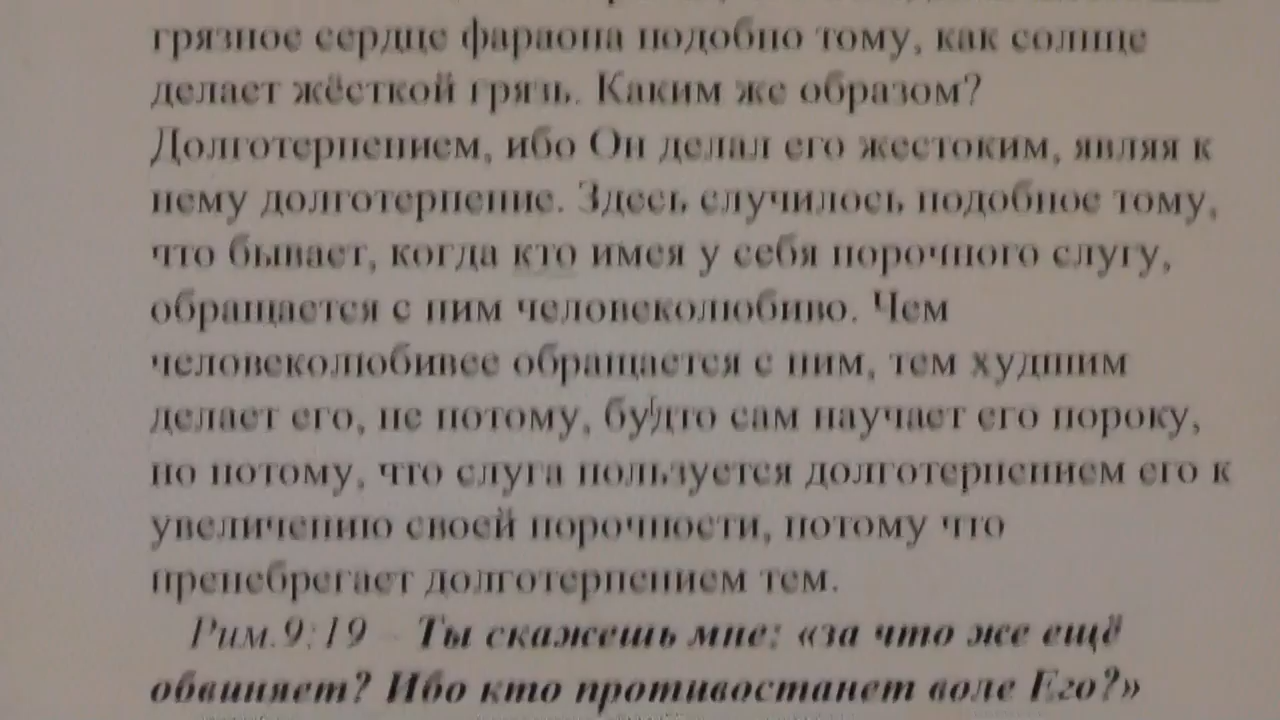 грязное сердце фараона подобно тому, как солнце
делает жёсткой грязь. Каким же образом?
Долготерпением, ибо Он делал его жестоким, являя к
нему долготерпение. Здесь случилось подобное тому,
что бывает, когда кто имея у себя порочного слугу,
обращается с ним человеколюбиво. Чем
человеколюбивее обращается с ним, тем худшим
делает его, не потому, будто сам научает его пороку,
но потому, что слуга пользуется долготерпением его к
увеличению своей порочности, потому что
пренебрегает долготерпением тем.
Рим.9:19 – Ты скажешь мне: «за что же ещё
обвиняет? Ибо кто противостанет воле Его?»